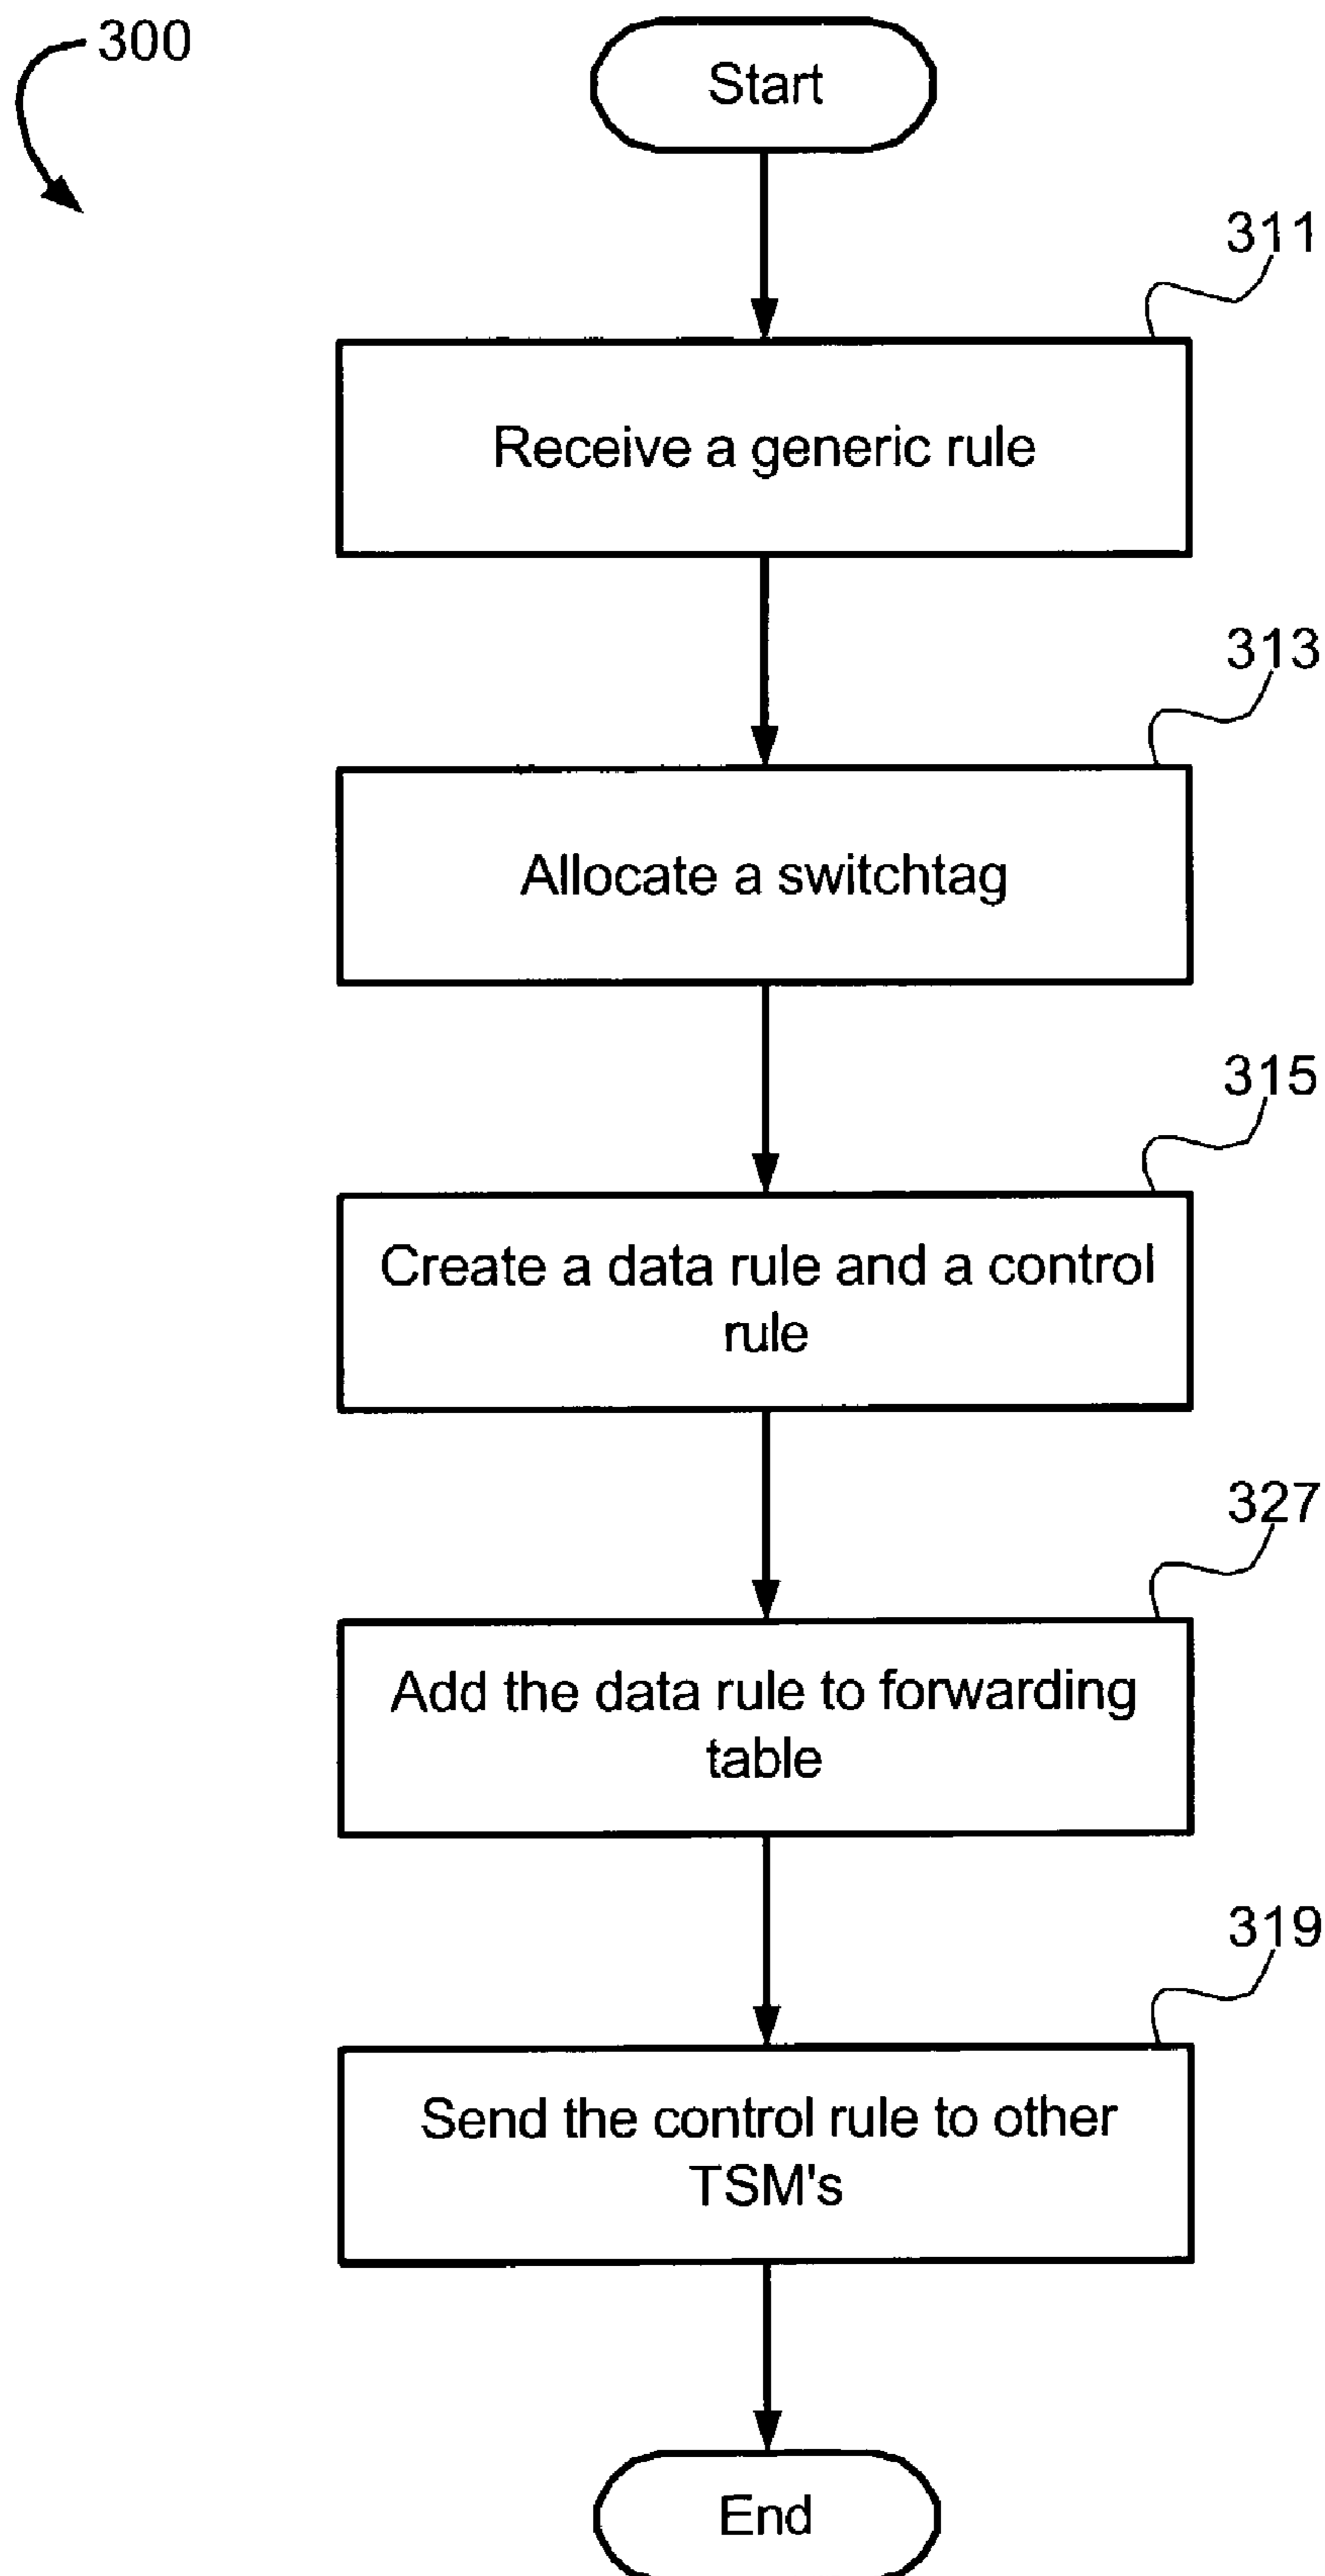 300
Start
311
Receive a generic rule
313
Allocate a switchtag
315
Create a data rule and a control
rule
327
Add the data rule to forwarding
table
319
Send the control rule to other
TSM's
End